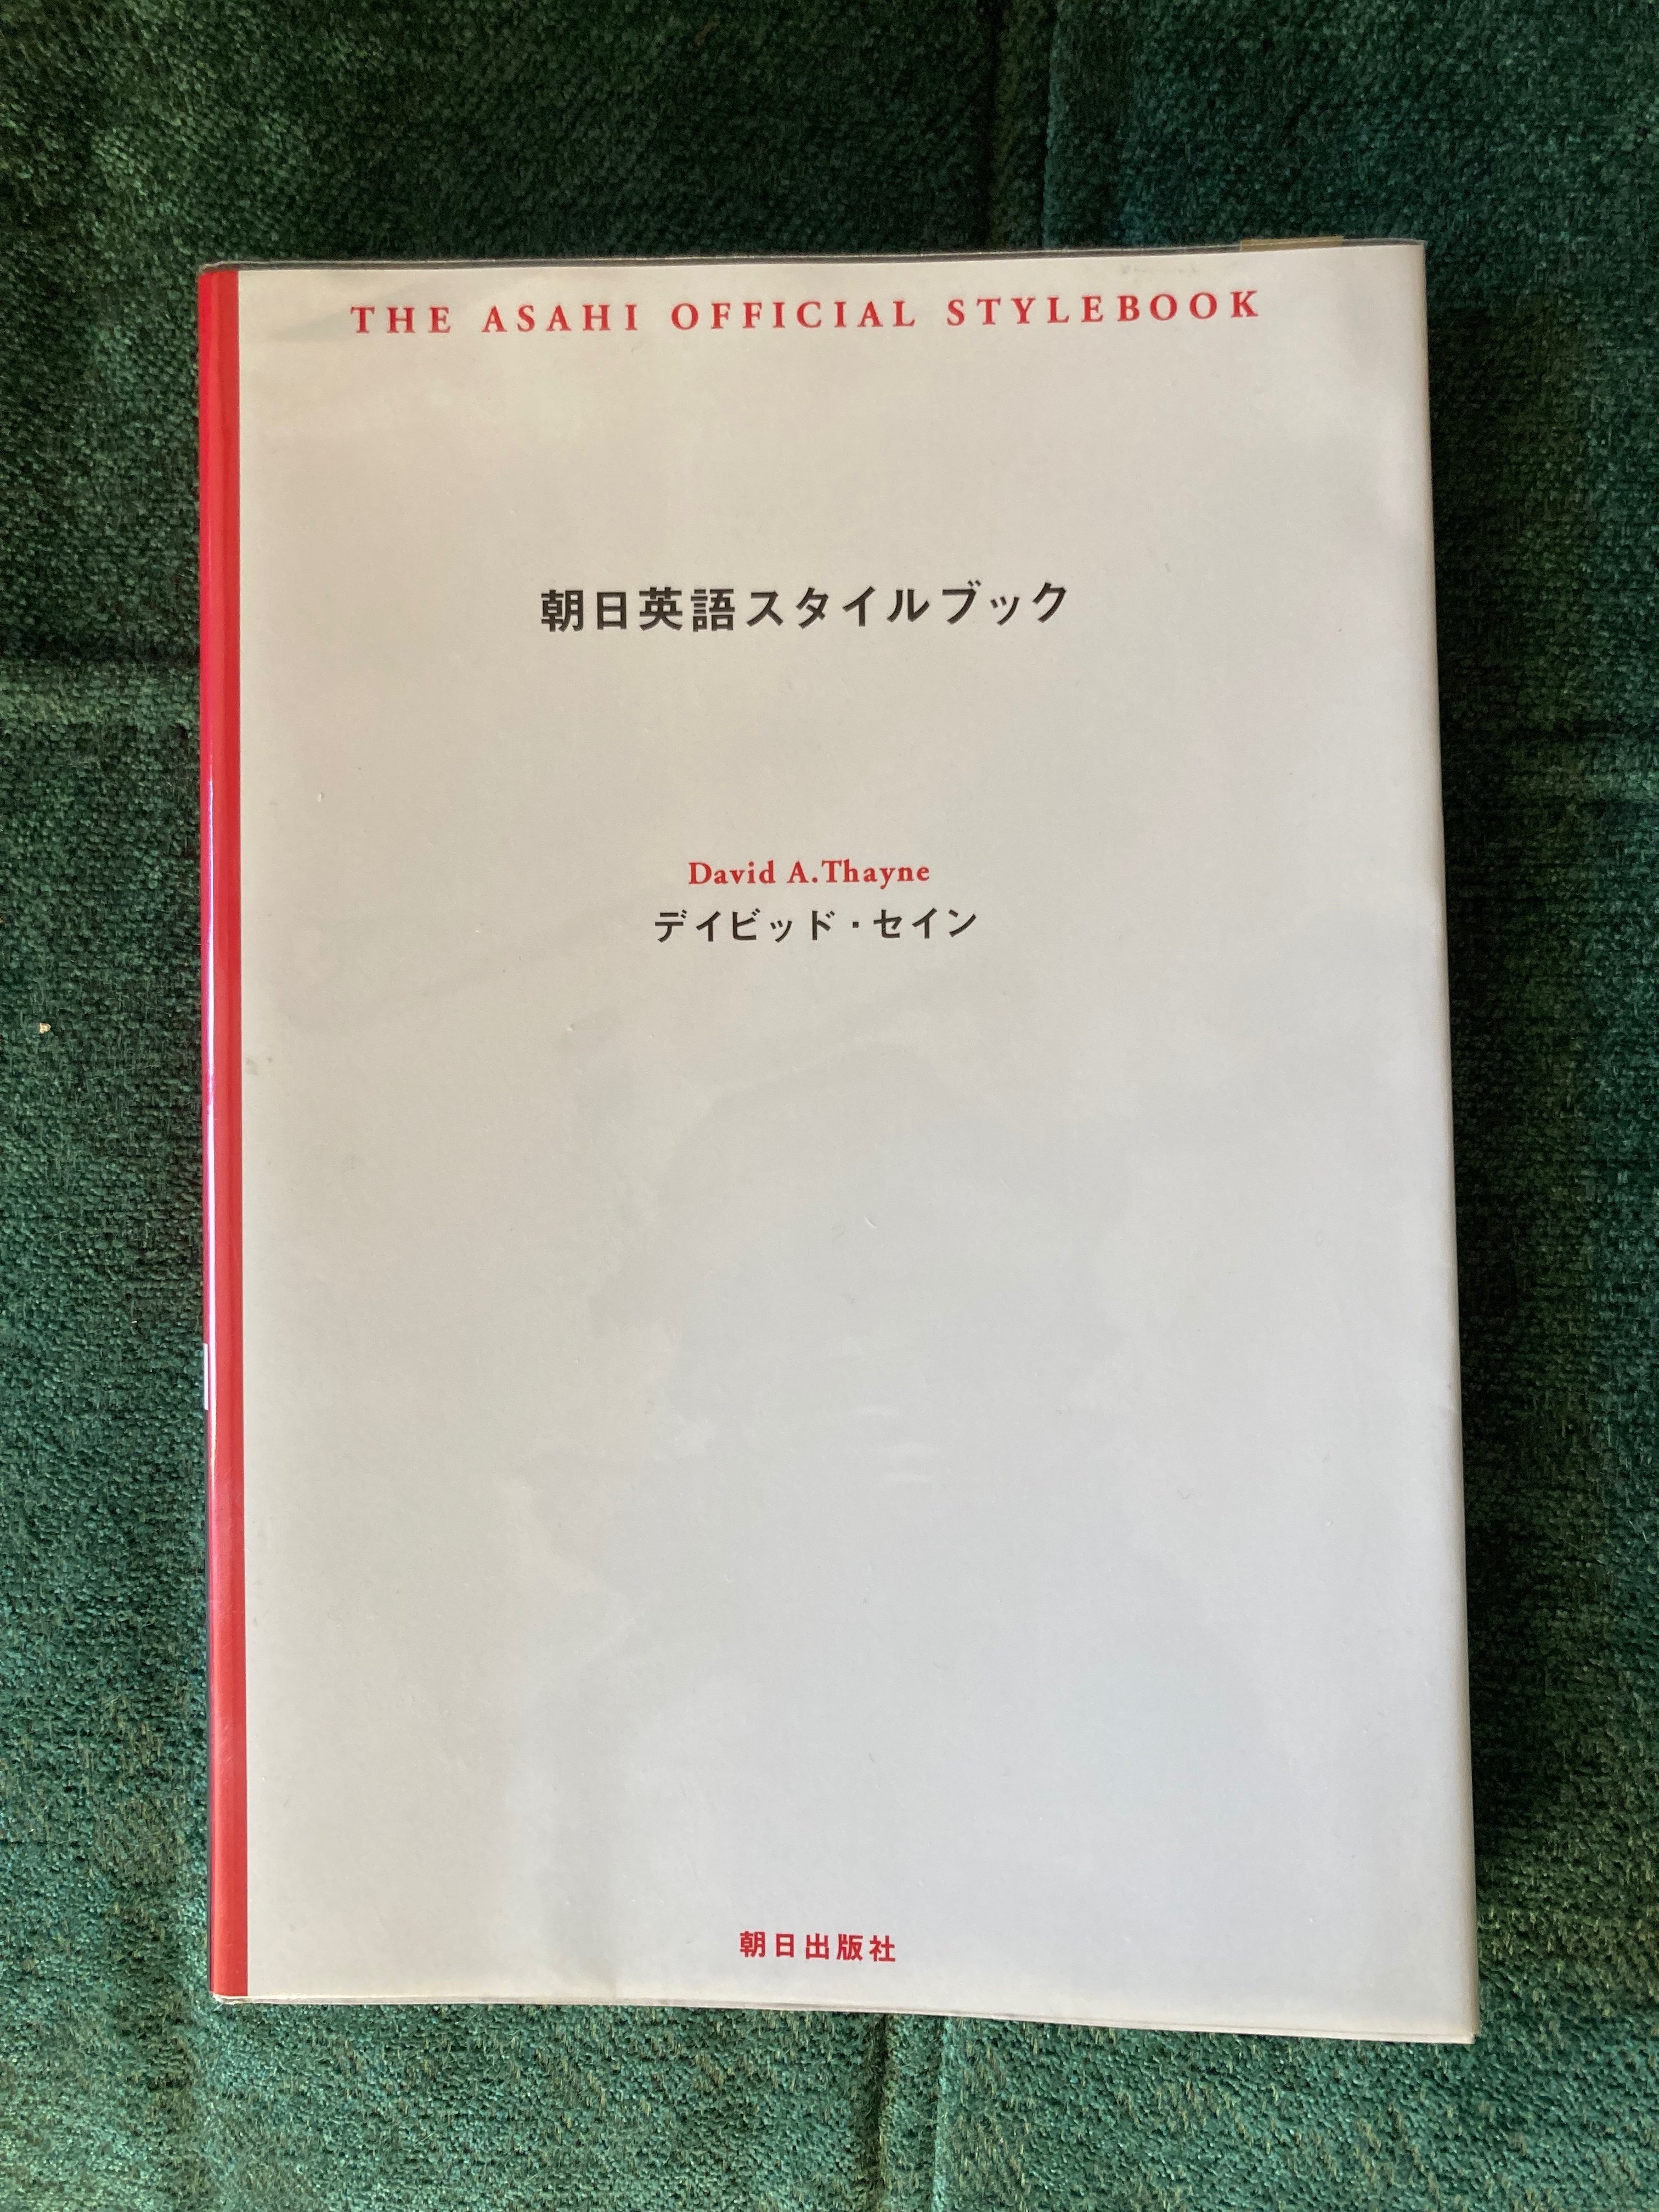 THE ASAHI OFFICIAL STYLEBOOK
朝日英語スタイルブック
David A.Thayne
デイビッド・セイン
朝日出版社